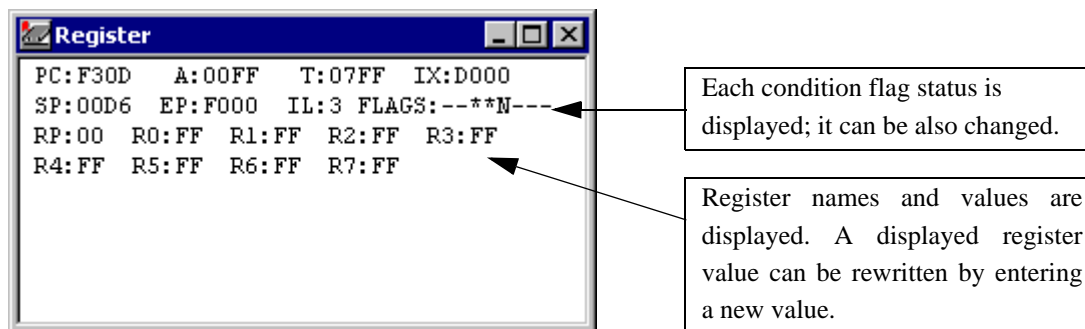 Register
PC:F30D A:00FF T:07FF IX:D000
SP:00D6 EP:F000 IL:3 FLAGS:--**N---
RP:00 R0:FF R1:FF R2:FF R3:FF
R4:FF R5:FF R6:FF R7:FF
Each condition flag status is
displayed; it can be also changed.
Register names and values are
displayed. A displayed register
value can be rewritten by entering
a new value.